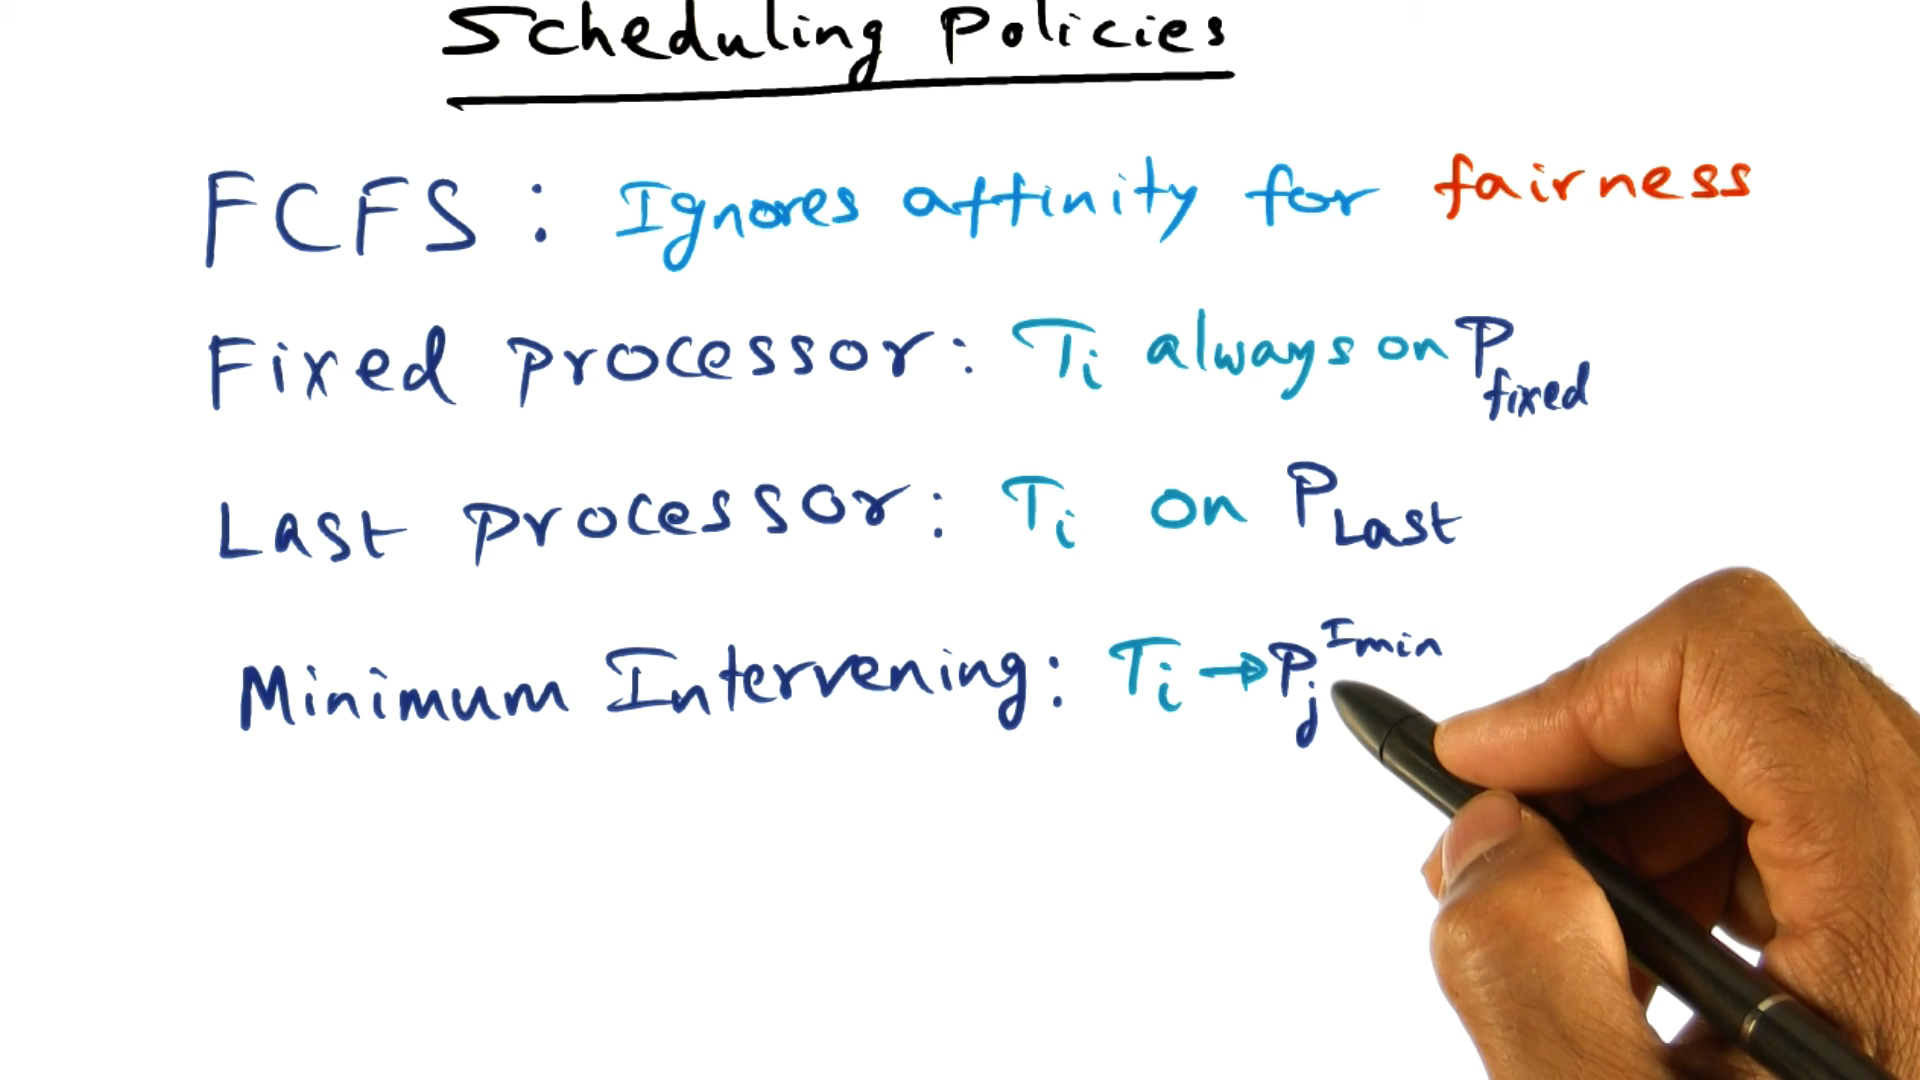 Scheduling Policies
FCFS : Ignores affinity for fairness
Fixed processor : Ti always on Pfixed
Last processor : Ti on PLast
Minimum Intervening : Ti → Pj^Imin